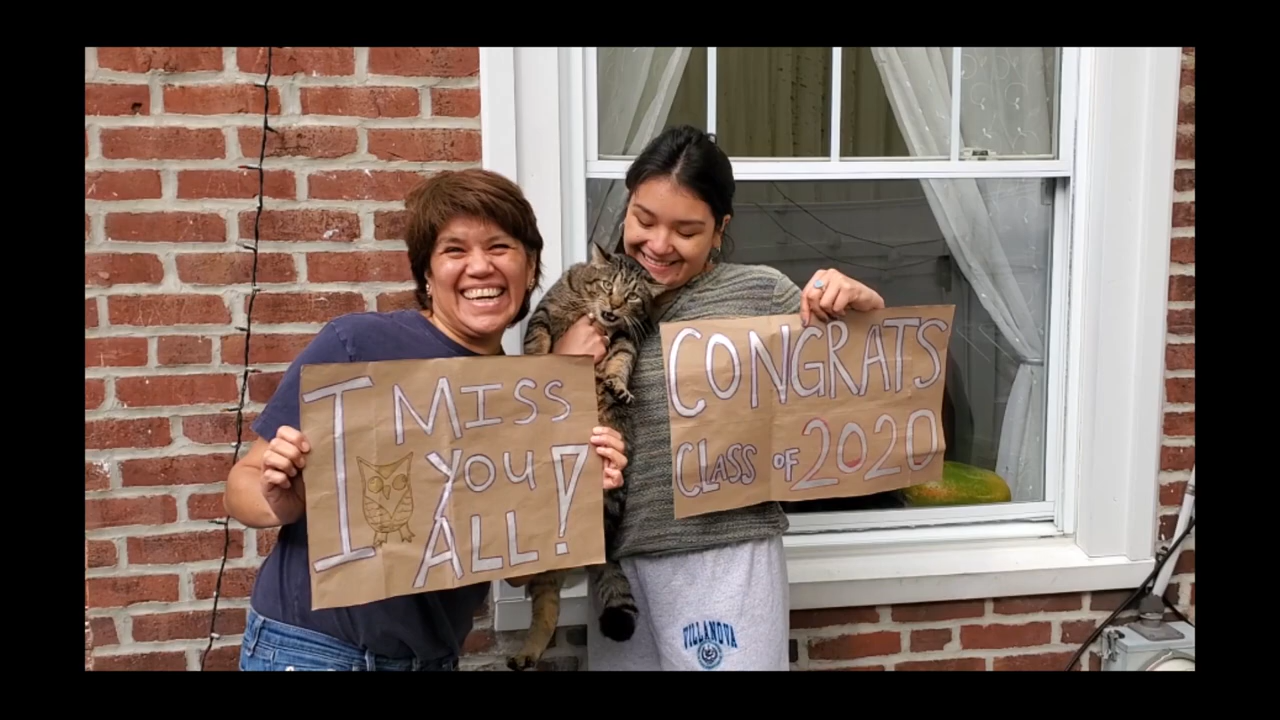 I MISS
YOU!
ALL
CONGRATS
CLASS OF 2020
VILLANOVA